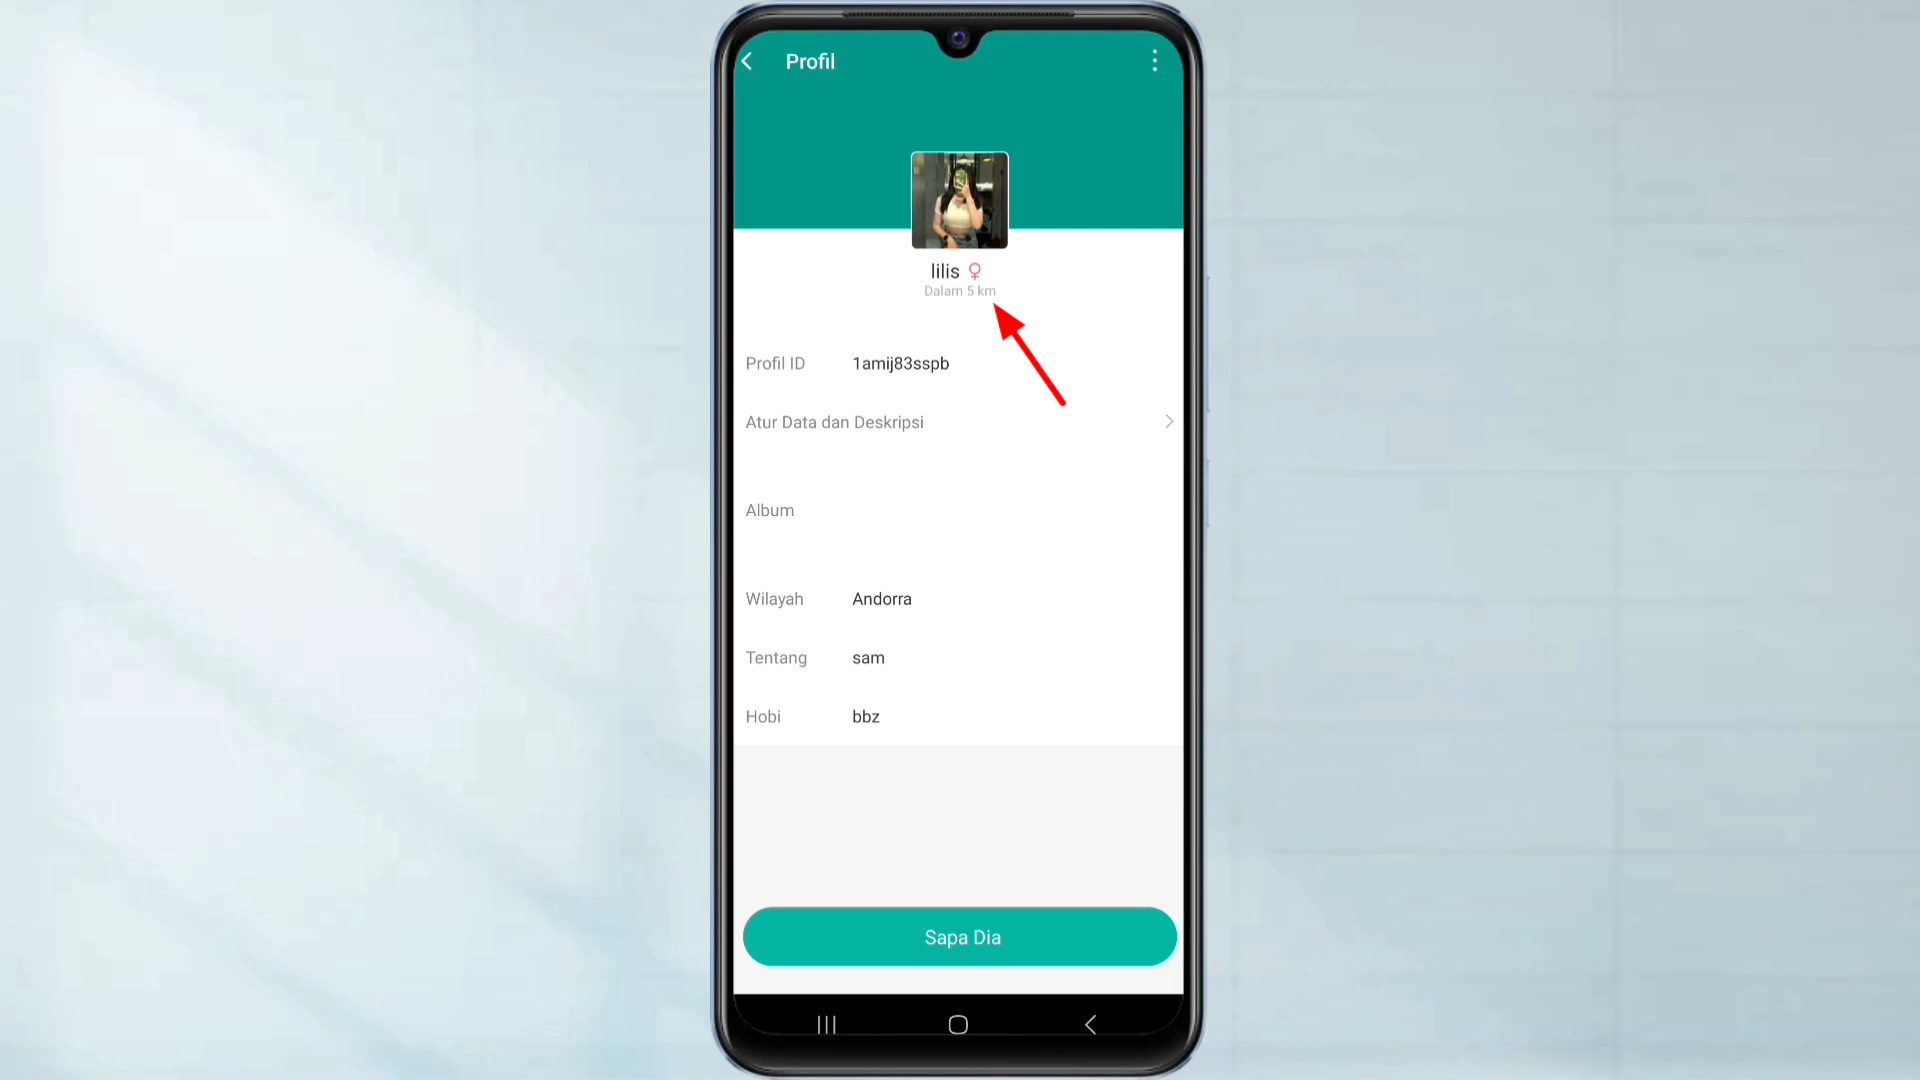 Profil
lilis
Dalam 5 km
Profil ID 1amij83sspb
Atur Data dan Deskripsi
Album
Wilayah Andorra
Tentang sam
Hobi bbz
Sapa Dia